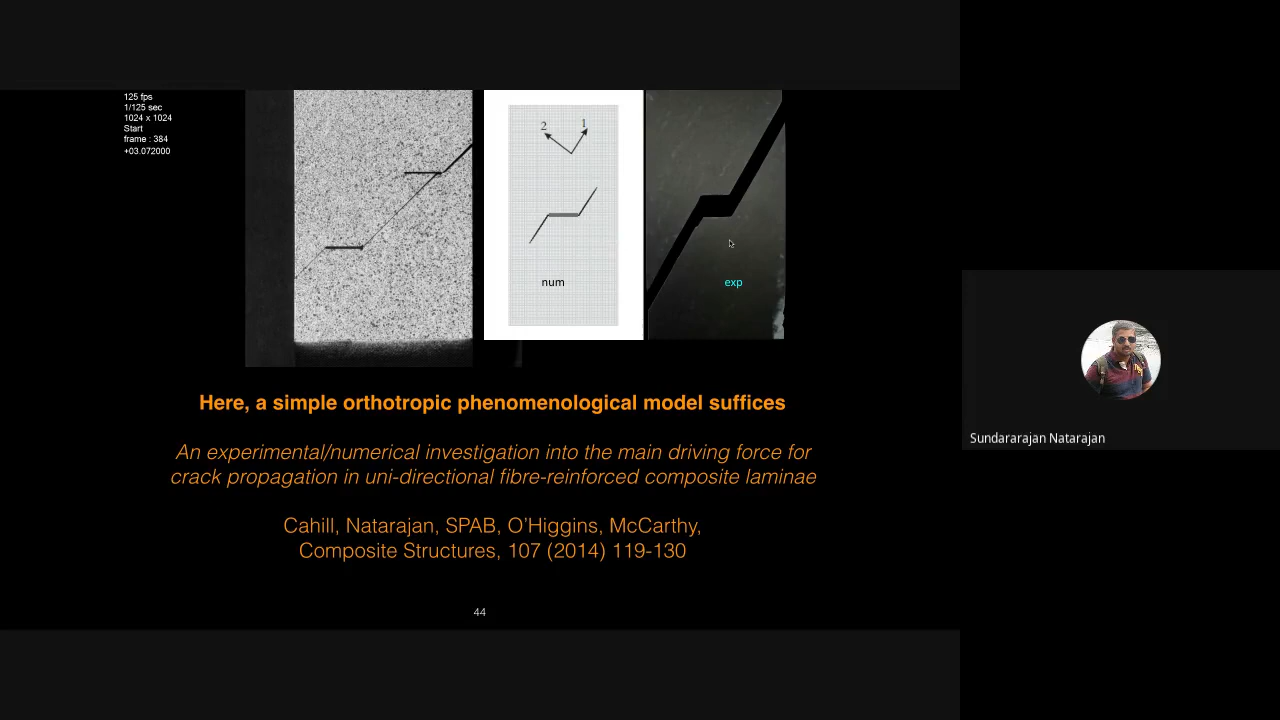 125 fps
1/125 sec
1024 x 1024
Start
frame : 384
+03.072000
2
1
num
exp
Here, a simple orthotropic phenomenological model suffices
An experimental/numerical investigation into the main driving force for
crack propagation in uni-directional fibre-reinforced composite laminae
Cahill, Natarajan, SPAB, O'Higgins, McCarthy,
Composite Structures, 107 (2014) 119-130
44
Sundararajan Natarajan